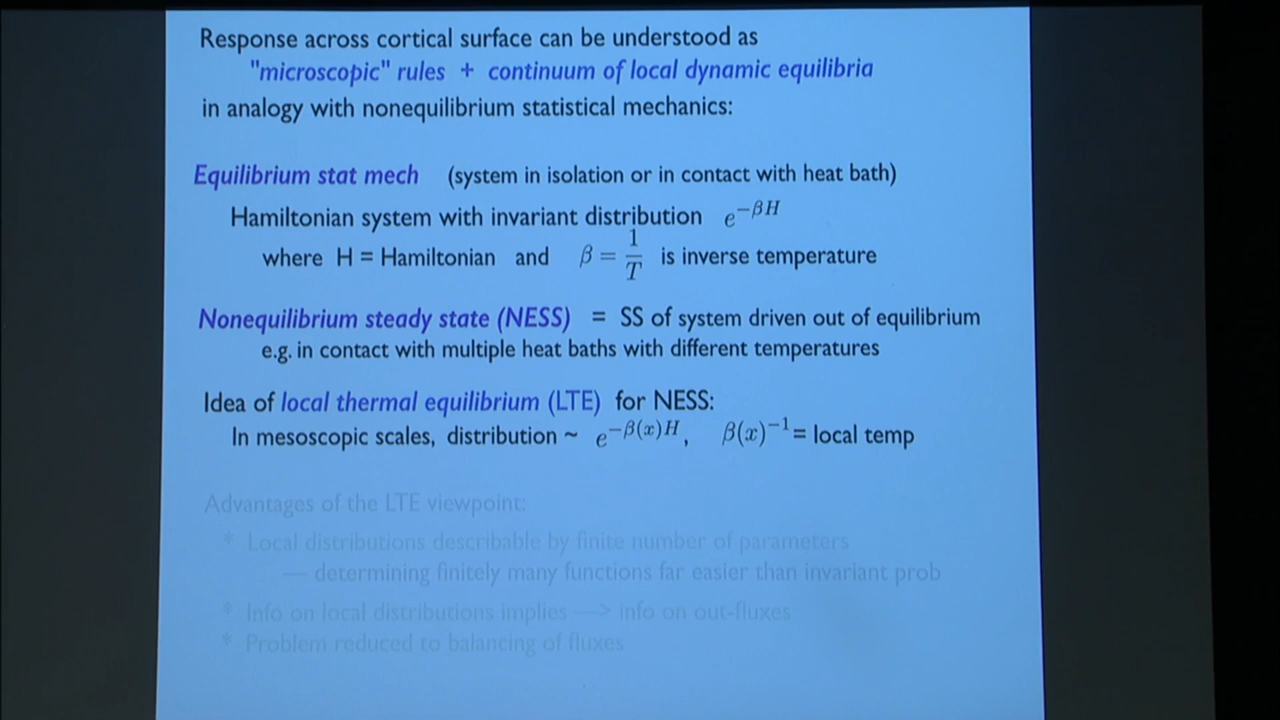 Response across cortical surface can be understood as
"microscopic" rules + continuum of local dynamic equilibria
in analogy with nonequilibrium statistical mechanics:
Equilibrium stat mech (system in isolation or in contact with heat bath)
Hamiltonian system with invariant distribution e^{-βH}
where H = Hamiltonian and β = 1/T is inverse temperature
Nonequilibrium steady state (NESS) = SS of system driven out of equilibrium
e.g. in contact with multiple heat baths with different temperatures
Idea of local thermal equilibrium (LTE) for NESS:
In mesoscopic scales, distribution ~ e^{-β(x)H}, β(x)^{-1} = local temp
Advantages of the LTE viewpoint:
* Local distributions describable by finite number of parameters
— determining finitely many functions far easier than invariant prob
* Info on local distributions implies —> info on out-fluxes
* Problem reduced to balancing of fluxes